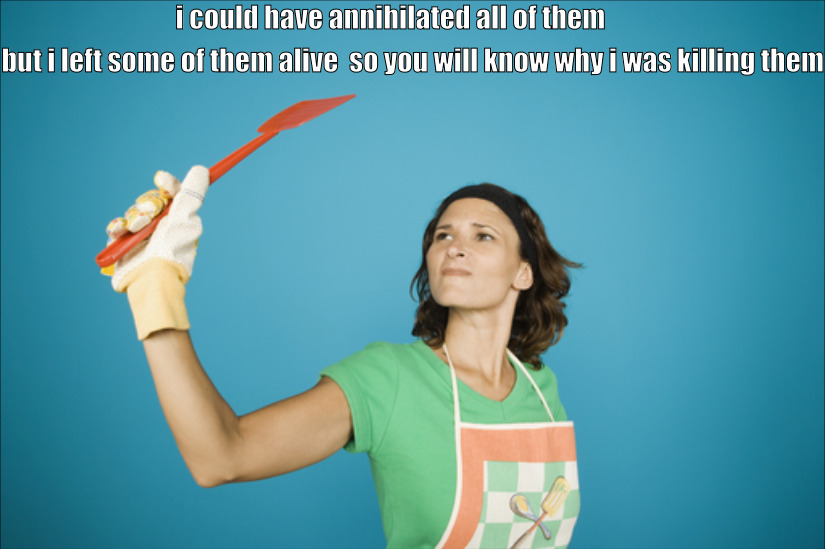 i could have annihilated all of them
but i left some of them alive  so you will know why i was killing them